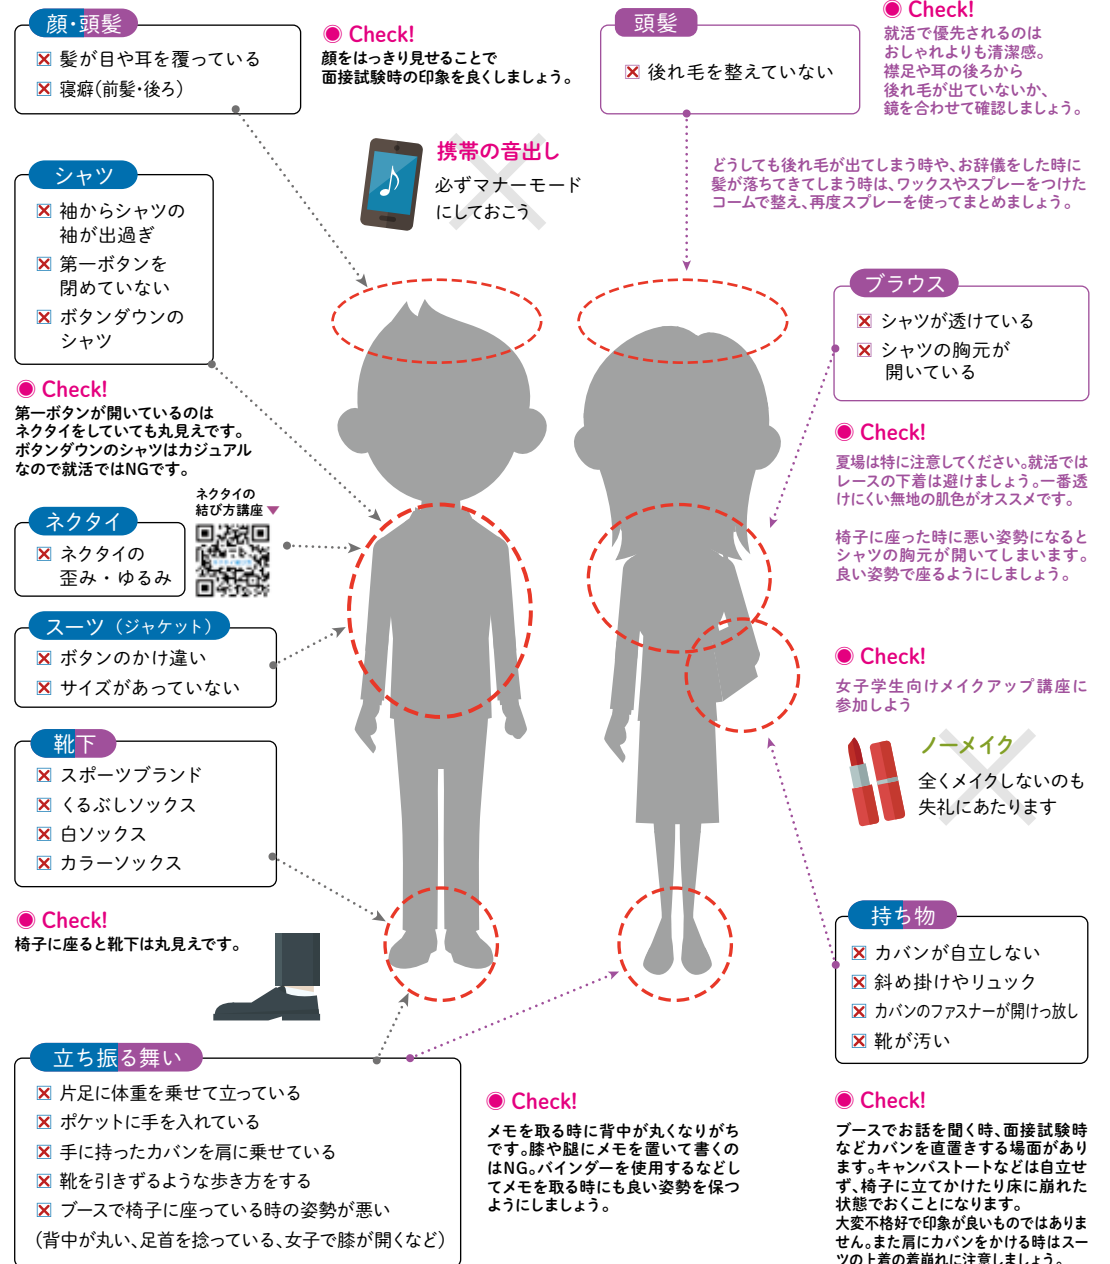 顔・頭髪
髪が目や耳を覆っている
寝癖(前髪・後ろ)
Check!
顔をはっきり見せることで
面接試験時の印象を良くしましょう。
頭髪
後れ毛を整えていない
Check!
就活で優先されるのは
おしゃれよりも清潔感。
襟足や耳の後ろから
後れ毛が出ていないか、
鏡を合わせて確認しましょう。
どうしても後れ毛が出てしまう時や、お辞儀をした時に
髪が落ちてきてしまう時は、ワックスやスプレーをつけた
コームで整え、再度スプレーを使ってまとめましょう。
携帯の音出し
必ずマナーモード
にしておこう
シャツ
袖からシャツの
袖が出過ぎ
第一ボタンを
閉めていない
ボタンダウンの
シャツ
Check!
第一ボタンが開いているのは
ネクタイをしていても丸見えです。
ボタンダウンのシャツはカジュアル
なので就活ではNGです。
ブラウス
シャツが透けている
シャツの胸元が
開いている
Check!
夏場は特に注意してください。就活では
レースの下着は避けましょう。一番透
けにくい無地の肌色がオススメです。
椅子に座った時に悪い姿勢になると
シャツの胸元が開いてしまいます。
良い姿勢で座るようにしましょう。
ネクタイ
ネクタイの
歪み・ゆるみ
ネクタイの
結び方講座▼
スーツ（ジャケット）
ボタンのかけ違い
サイズがあっていない
Check!
女子学生向けメイクアップ講座に
参加しよう
ノーメイク
全くメイクしないのも
失礼にあたります
靴下
スポーツブランド
くるぶしソックス
白ソックス
カラーソックス
Check!
椅子に座ると靴下は丸見えです。
持ち物
カバンが自立しない
斜め掛けやリュック
カバンのファスナーが開けっ放し
靴が汚い
立ち振る舞い
片足に体重を乗せて立っている
ポケットに手を入れている
手に持ったカバンを肩に乗せている
靴を引きずるような歩き方をする
ブースで椅子に座っている時の姿勢が悪い
(背中が丸い、足首を捻っている、女子で膝が開くなど)
Check!
メモを取る時に背中が丸くなりがち
です。膝や腿にメモを置いて書くの
はNG。バインダーを使用するなどし
てメモを取る時にも良い姿勢を保つ
ようにしましょう。
Check!
ブースでお話を聞く時、面接試験時
などカバンを直置きする場面があり
ます。キャンバストートなどは自立せ
ず、椅子に立てかけたり床に崩れた
状態でおくことになります。
大変不格好で印象が良いものではありま
せん。また肩にカバンをかける時はスー
ツの上着の着崩れに注意しましょう。